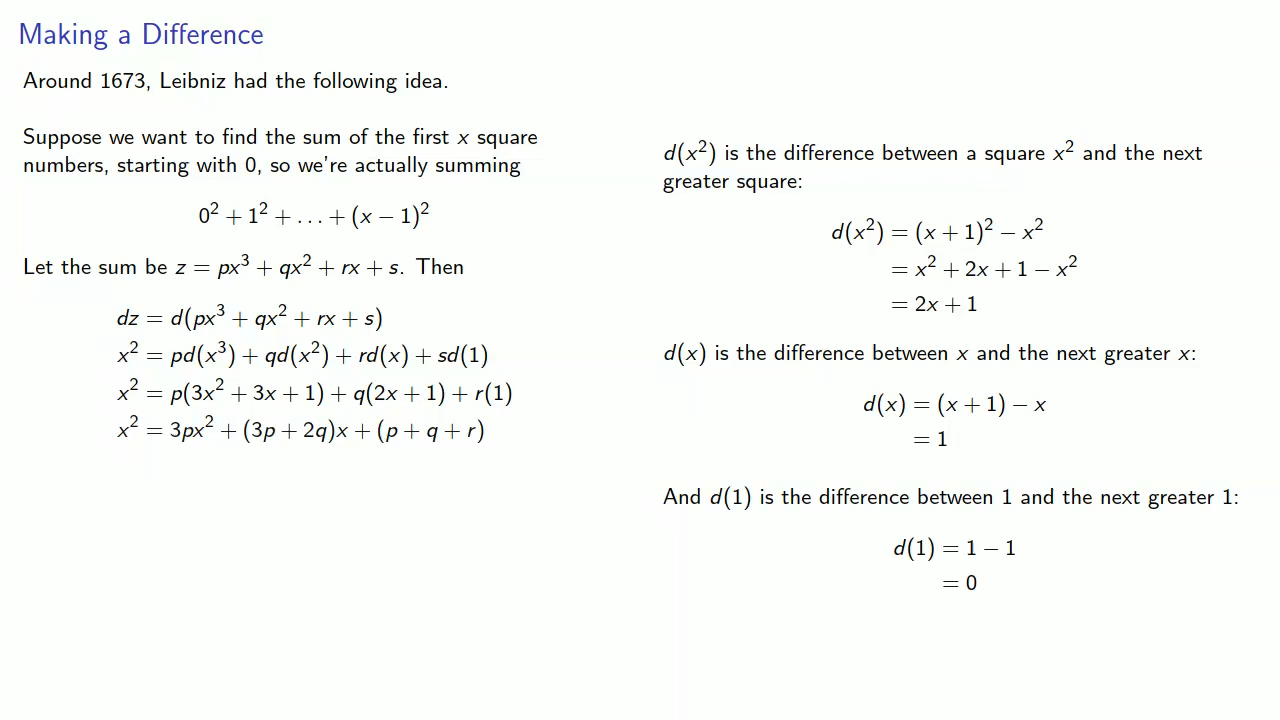 Making a Difference
Around 1673, Leibniz had the following idea.
Suppose we want to find the sum of the first x square
numbers, starting with 0, so we're actually summing
0² + 1² + … + (x − 1)²
Let the sum be z = px³ + qx² + rx + s. Then
dz = d(px³ + qx² + rx + s)
x² = pd(x³) + qd(x²) + rd(x) + sd(1)
x² = p(3x² + 3x + 1) + q(2x + 1) + r(1)
x² = 3px² + (3p + 2q)x + (p + q + r)
d(x²) is the difference between a square x² and the next
greater square:
d(x²) = (x + 1)² − x²
= x² + 2x + 1 − x²
= 2x + 1
d(x) is the difference between x and the next greater x:
d(x) = (x + 1) − x
= 1
And d(1) is the difference between 1 and the next greater 1:
d(1) = 1 − 1
= 0